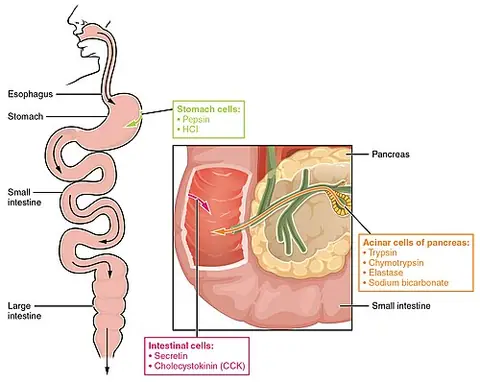 Esophagus
Stomach
Stomach cells:
• Pepsin
• HCl
Small
intestine
Large
intestine
Pancreas
Acinar cells of pancreas:
• Trypsin
• Chymotrypsin
• Elastase
• Sodium bicarbonate
Small intestine
Intestinal cells:
• Secretin
• Cholecystokinin (CCK)